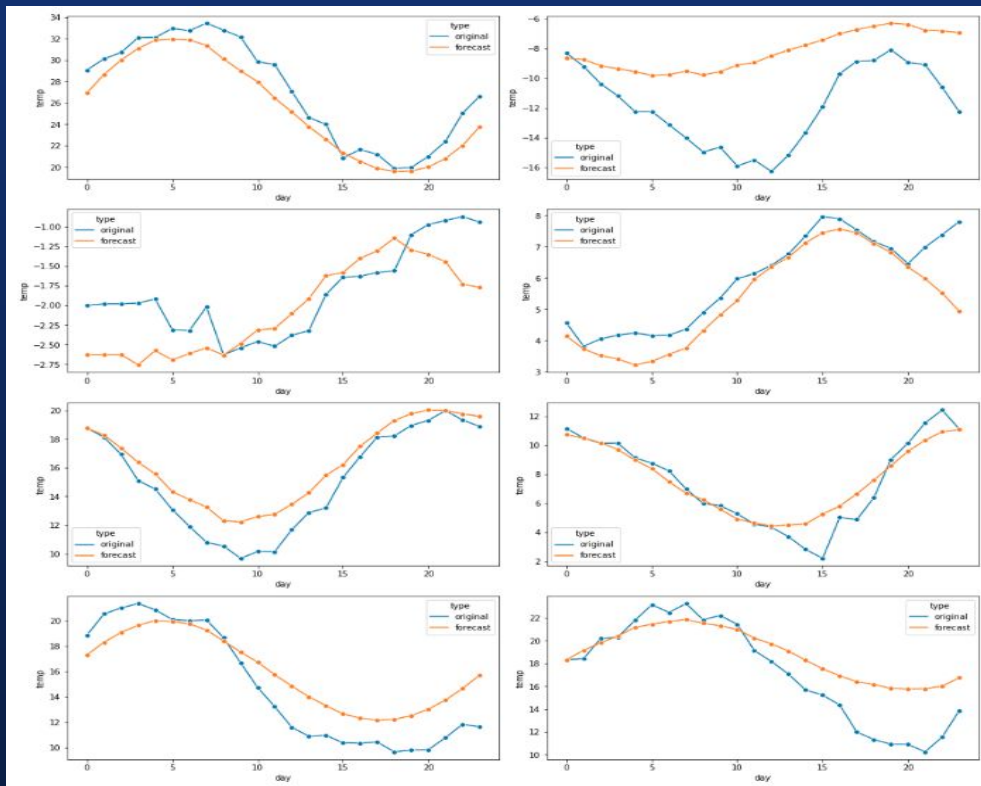 type
original
forecast
34
32
30
28
26
24
22
20
temp
0 5 10 15 20
day
−6
−8
−10
−12
−14
−16
temp
type
original
forecast
0 5 10 15 20
day
type
original
forecast
−1.00
−1.25
−1.50
−1.75
−2.00
−2.25
−2.50
−2.75
temp
0 5 10 15 20
day
type
original
forecast
8
7
6
5
4
3
temp
0 5 10 15 20
day
20
18
16
14
12
10
temp
type
original
forecast
0 5 10 15 20
day
12
10
8
6
4
2
temp
type
original
forecast
0 5 10 15 20
day
type
original
forecast
20
18
16
14
12
10
temp
0 5 10 15 20
day
type
original
forecast
22
20
18
16
14
12
10
temp
0 5 10 15 20
day